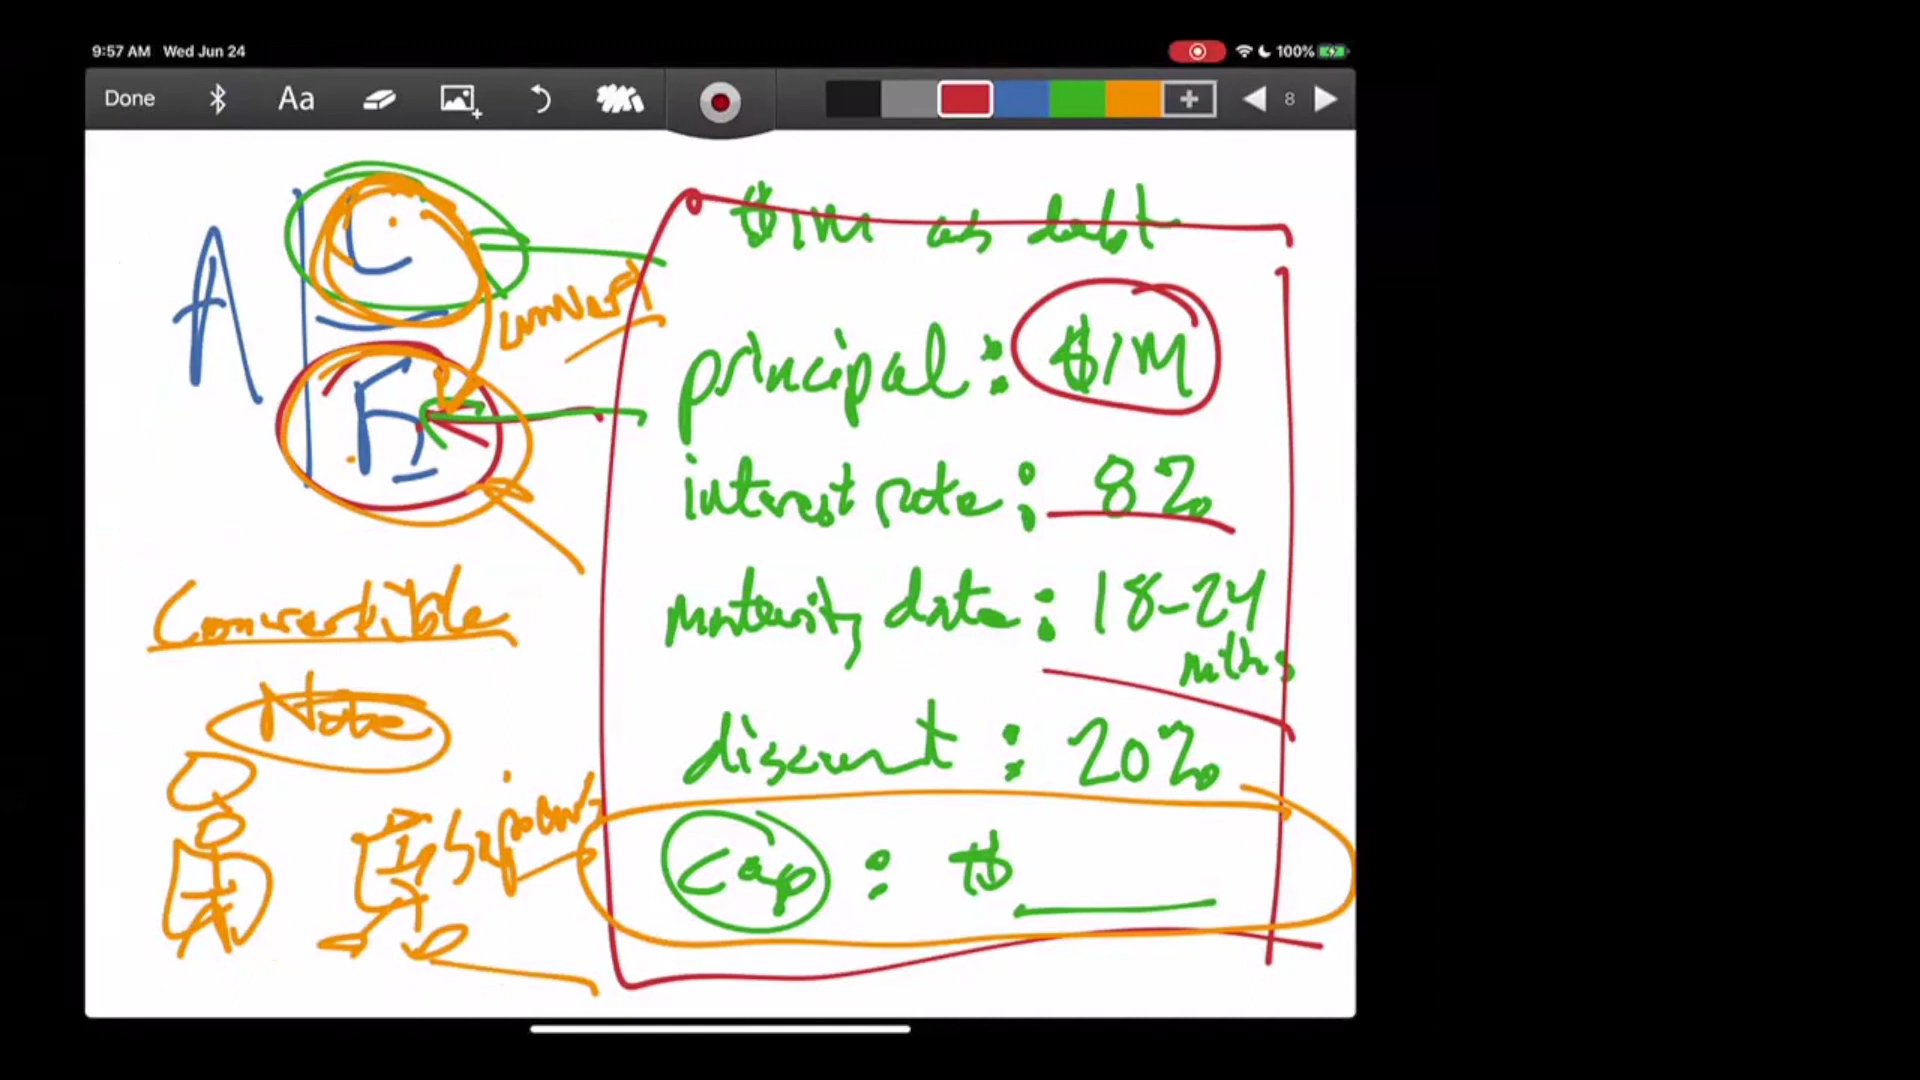 9:57 AM Wed Jun 24
100%
Done
Aa
8
A
L
convert
$1M as debt
principal: $1M
interest rate: 8%
maturity date: 18-24
mths
Convertible
Note
discount: 20%
Cap: $